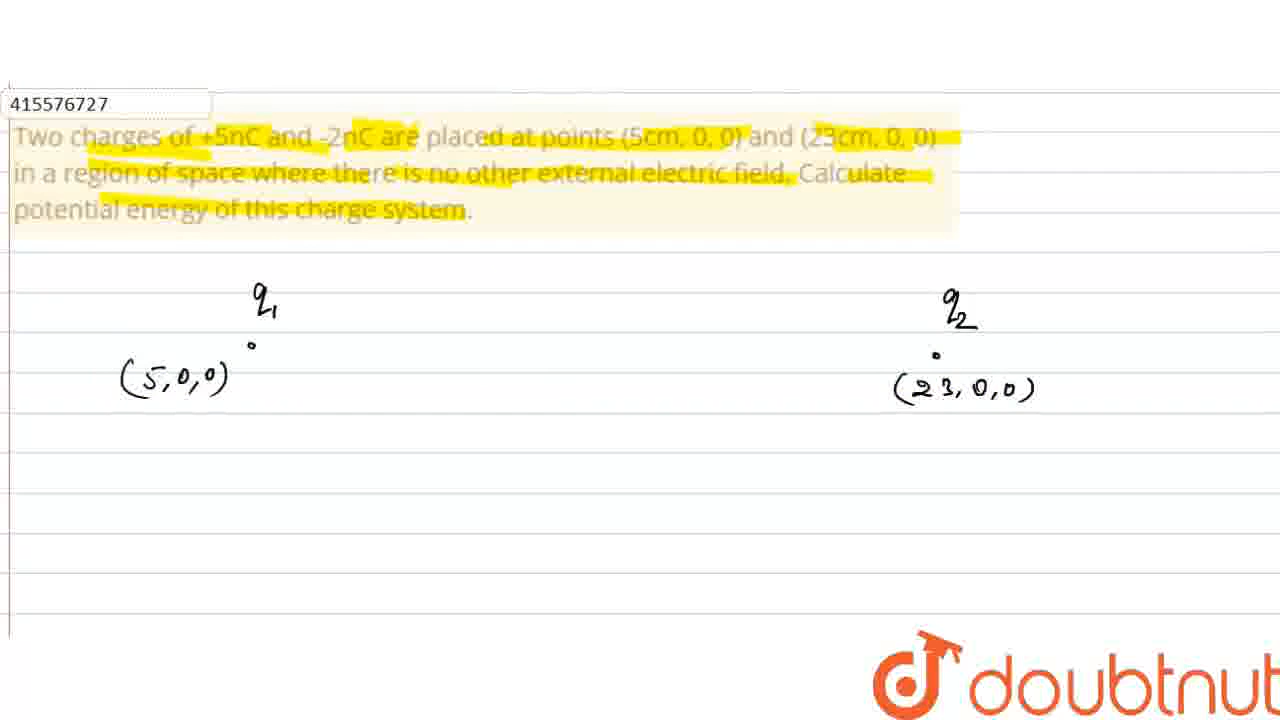 415576727
Two charges of +5nC and -2nC are placed at points (5cm, 0, 0) and (23cm, 0, 0)
in a region of space where there is no other external electric field. Calculate
potential energy of this charge system.
q1
q2
(5,0,0)
(23,0,0)
doubtnut